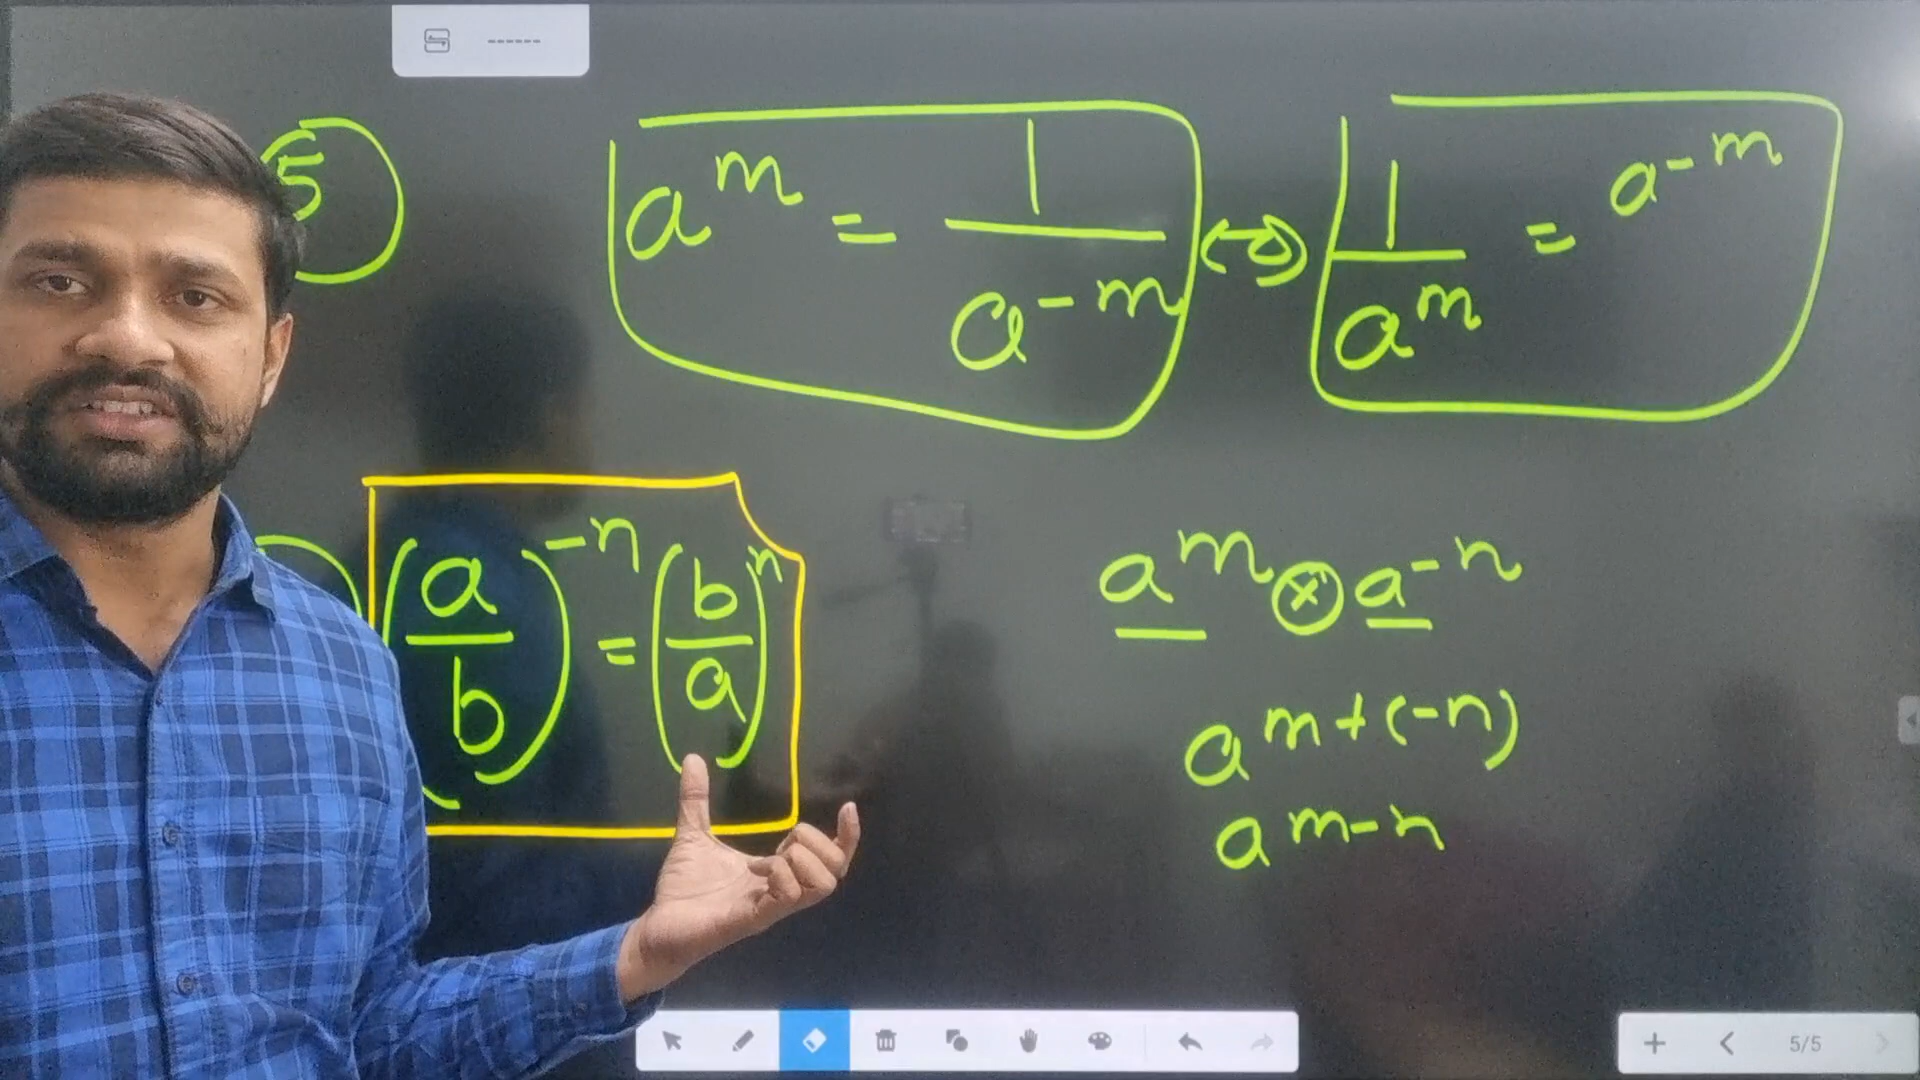 ------
5
a^m = 1/a^-m ⇔ 1/a^m = a^-m
(a/b)^-n = (b/a)^n
a^m ⊗ a^-n
a^m+(-n)
a^m-n
5/5